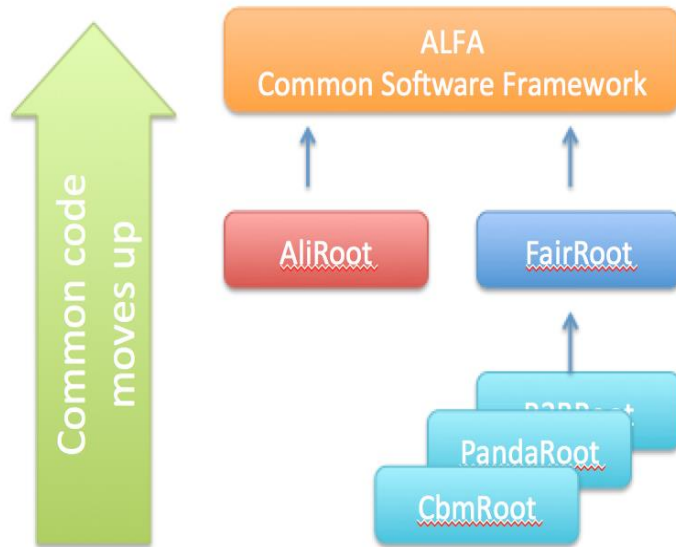 ALFA
Common Software Framework
Common code
moves up
AliRoot
FairRoot
PandaRoot
CbmRoot